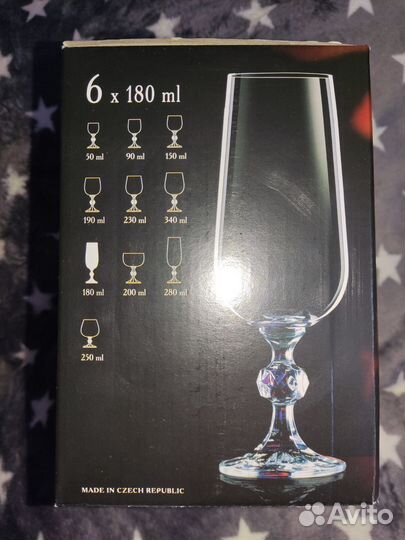 6 x 180 ml
50 ml 90 ml 150 ml
190 ml 230 ml 340 ml
180 ml 200 ml 280 ml
250 ml
MADE IN CZECH REPUBLIC
Avito